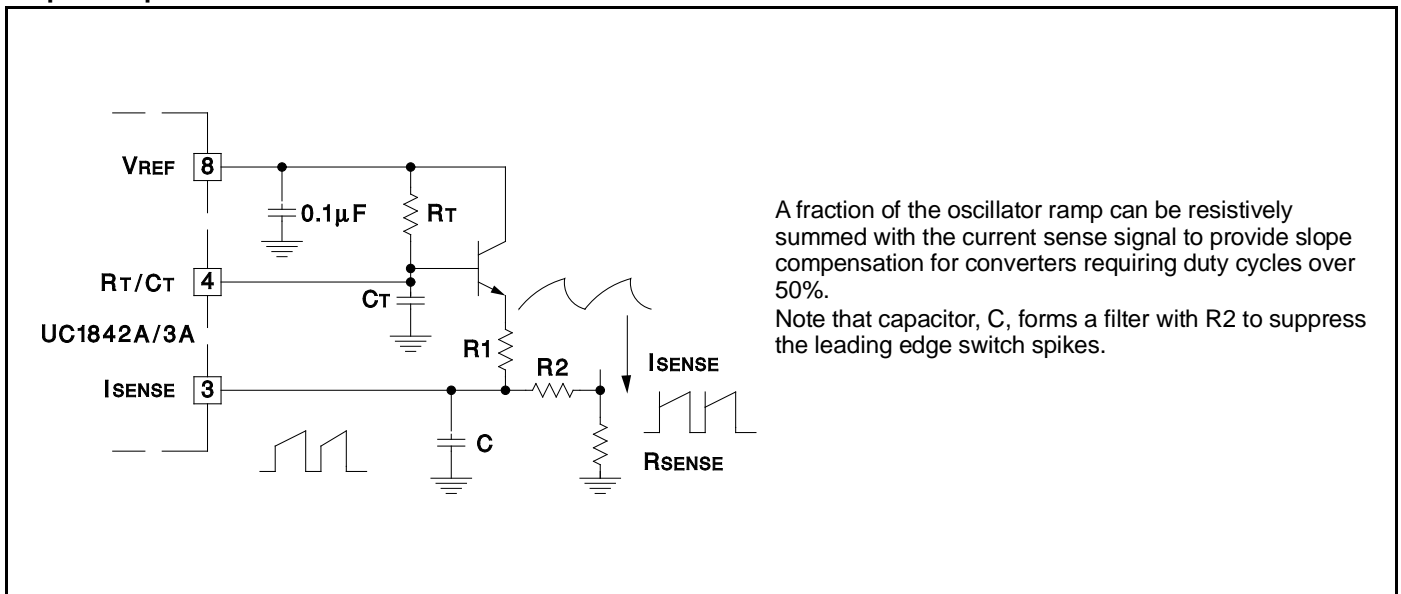 VREF 8
0.1μF
RT
RT/CT 4
CT
UC1842A/3A
R1
R2
ISENSE
ISENSE 3
C
RSENSE
A fraction of the oscillator ramp can be resistively
summed with the current sense signal to provide slope
compensation for converters requiring duty cycles over
50%.
Note that capacitor, C, forms a filter with R2 to suppress
the leading edge switch spikes.